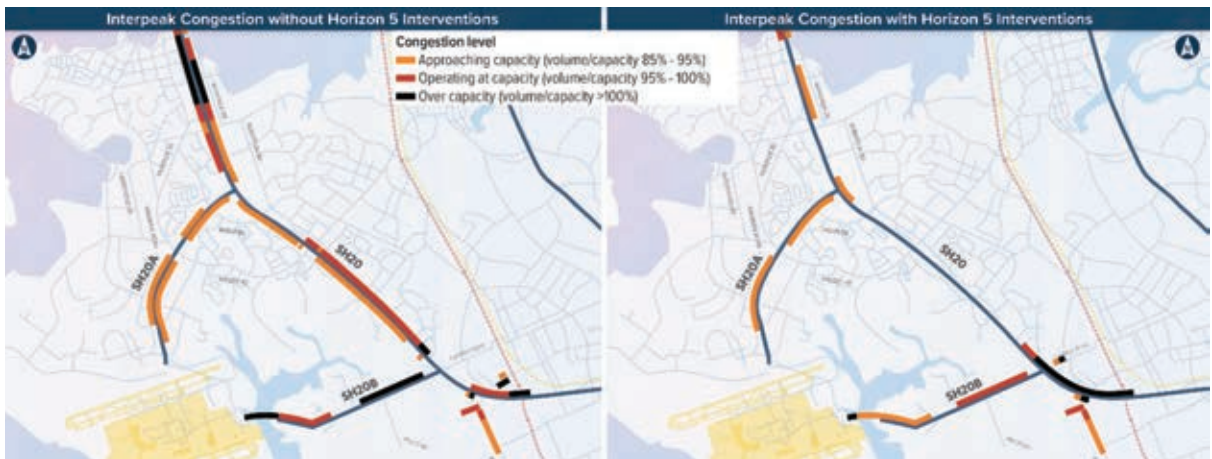 Interpeak Congestion without Horizon 5 Interventions
Congestion level
Approaching capacity (volume/capacity 85% - 95%)
Operating at capacity (volume/capacity 95% - 100%)
Over capacity (volume/capacity >100%)
SH20A
SH20
SH20B
Interpeak Congestion with Horizon 5 Interventions
SH20A
SH20
SH20B